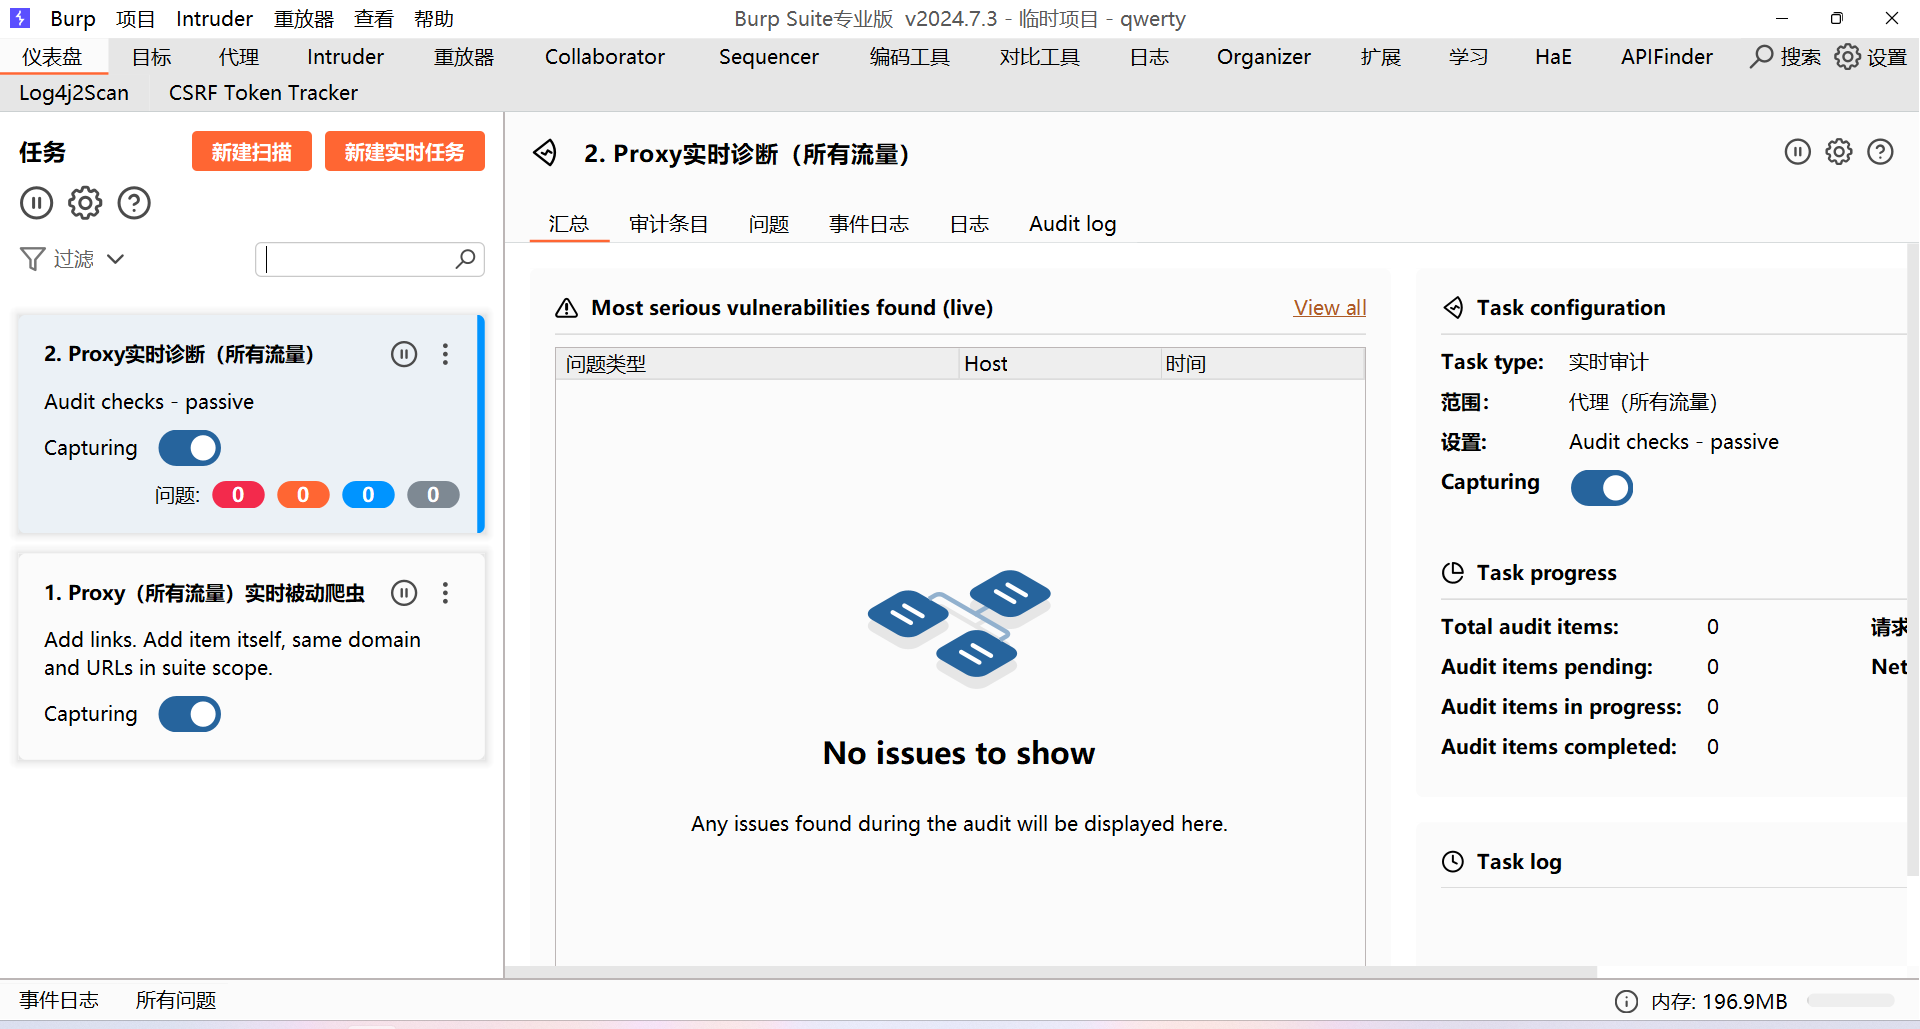 Burp 项目 Intruder 重放器 查看 帮助 Burp Suite专业版 v2024.7.3 - 临时项目 - qwerty
仪表盘 目标 代理 Intruder 重放器 Collaborator Sequencer 编码工具 对比工具 日志 Organizer 扩展 学习 HaE APIFinder 搜索 设置
Log4j2Scan CSRF Token Tracker
任务 新建扫描 新建实时任务
过滤
2. Proxy实时诊断（所有流量）
Audit checks - passive
Capturing
问题: 0 0 0 0
1. Proxy（所有流量）实时被动爬虫
Add links. Add item itself, same domain
and URLs in suite scope.
Capturing
2. Proxy实时诊断（所有流量）
汇总 审计条目 问题 事件日志 日志 Audit log
Most serious vulnerabilities found (live) View all
问题类型 Host 时间
No issues to show
Any issues found during the audit will be displayed here.
Task configuration
Task type: 实时审计
范围: 代理（所有流量）
设置: Audit checks - passive
Capturing
Task progress
Total audit items: 0 请求
Audit items pending: 0 Net
Audit items in progress: 0
Audit items completed: 0
Task log
事件日志 所有问题 内存: 196.9MB